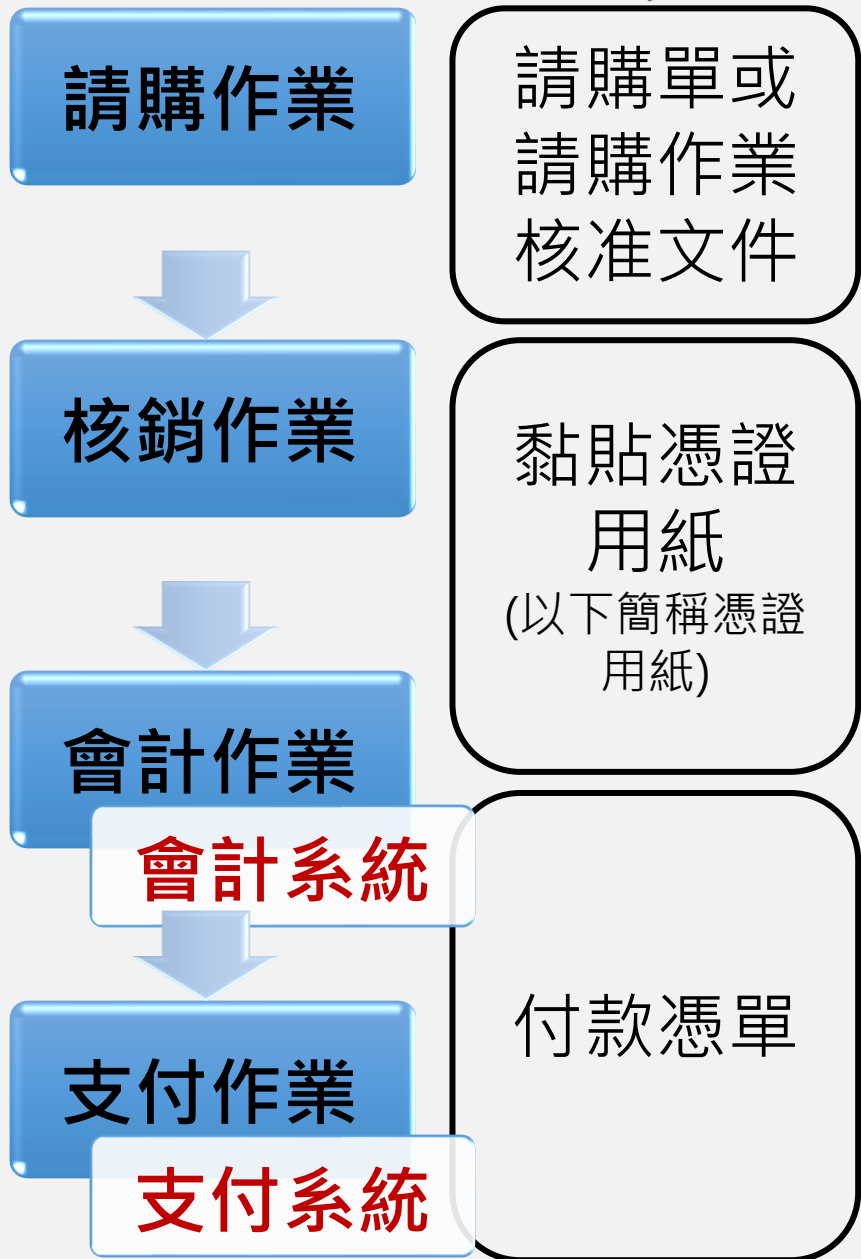 請購作業
請購單或
請購作業
核准文件
核銷作業
黏貼憑證
用紙
(以下簡稱憑證
用紙)
會計作業
會計系統
付款憑單
支付作業
支付系統